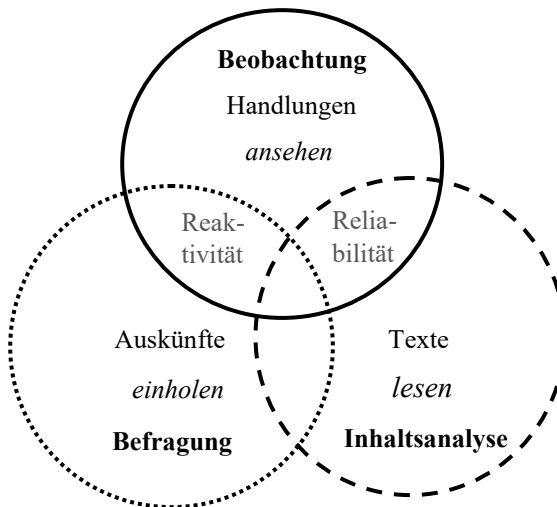 Beobachtung
Handlungen
ansehen
Reak-
tivität
Relia-
bilität
Auskünfte
einholen
Befragung
Texte
lesen
Inhaltsanalyse